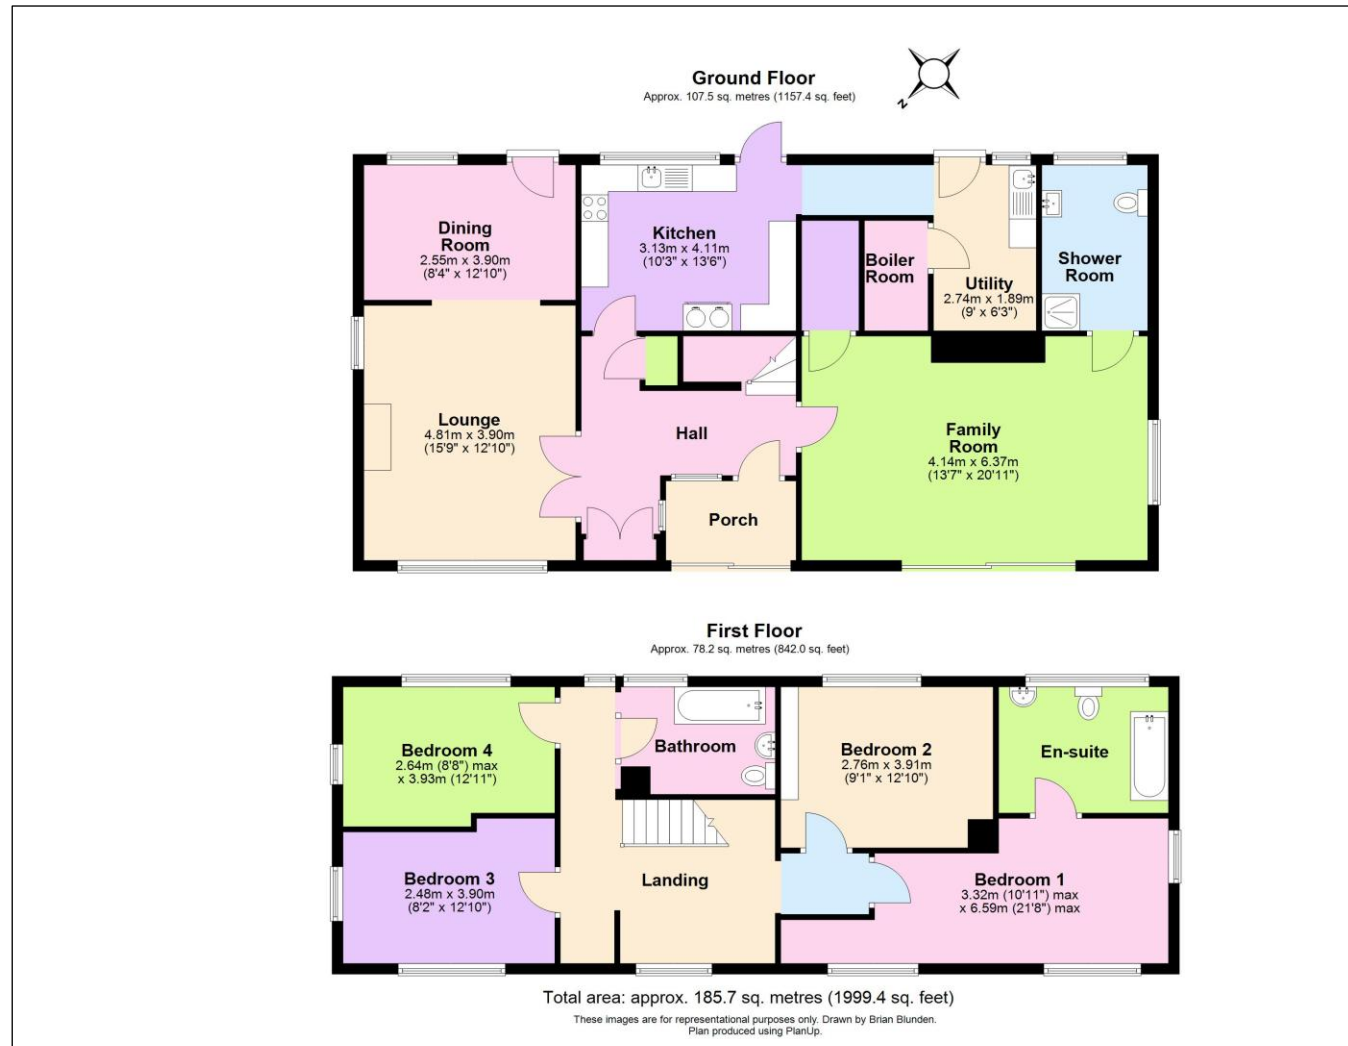 Ground Floor
Approx. 107.5 sq. metres (1157.4 sq. feet)
N
Dining
Room
2.55m x 3.90m
(8'4" x 12'10")
Kitchen
3.13m x 4.11m
(10'3" x 13'6")
Boiler
Room
Utility
2.74m x 1.89m
(9' x 6'3")
Shower
Room
Lounge
4.81m x 3.90m
(15'9" x 12'10")
Hall
Family
Room
4.14m x 6.37m
(13'7" x 20'11")
Porch
First Floor
Approx. 78.2 sq. metres (842.0 sq. feet)
Bedroom 4
2.64m (8'8") max
x 3.93m (12'11")
Bathroom
Bedroom 2
2.76m x 3.91m
(9'1" x 12'10")
En-suite
Bedroom 3
2.48m x 3.90m
(8'2" x 12'10")
Landing
Bedroom 1
3.32m (10'11") max
x 6.59m (21'8") max
Total area: approx. 185.7 sq. metres (1999.4 sq. feet)
These images are for representational purposes only. Drawn by Brian Blunden.
Plan produced using PlanUp.